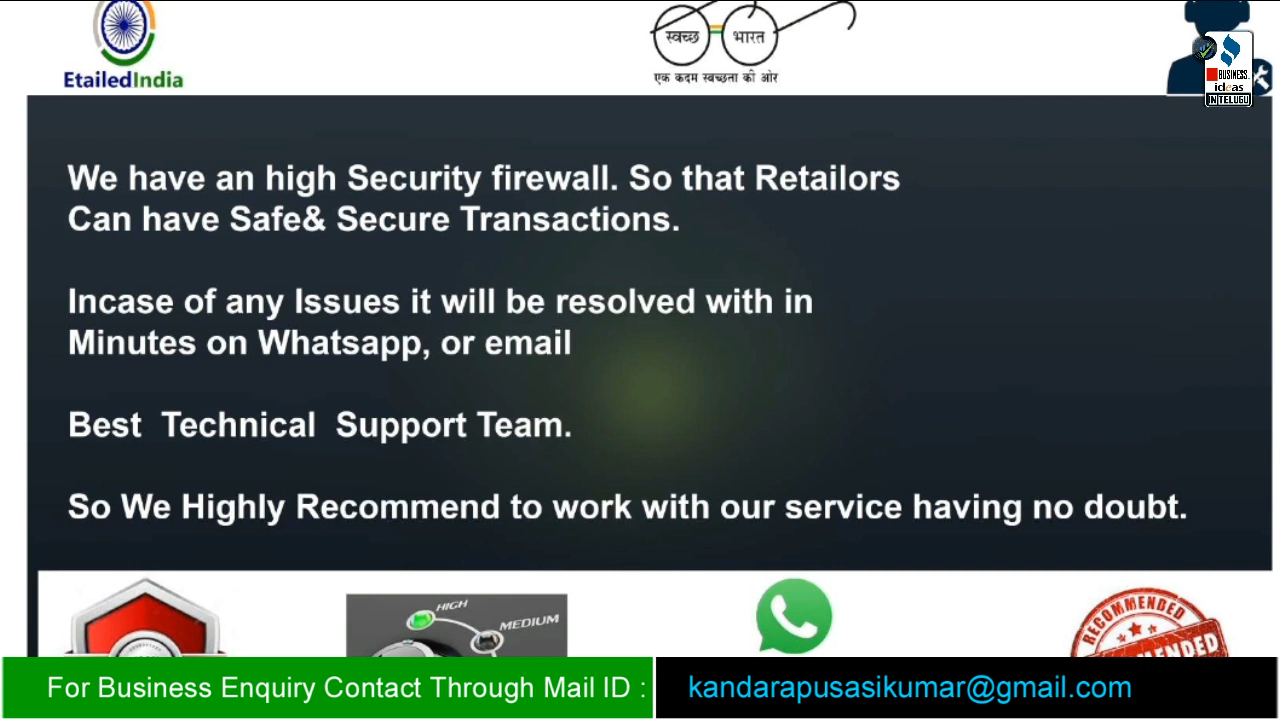 EtailedIndia
स्वच्छ भारत
एक कदम स्वच्छता की ओर
BUSINESS
ideas
IN TELUGU
We have an high Security firewall. So that Retailors
Can have Safe& Secure Transactions.
Incase of any Issues it will be resolved with in
Minutes on Whatsapp, or email
Best Technical Support Team.
So We Highly Recommend to work with our service having no doubt.
HIGH
MEDIUM
RECOMMENDED
For Business Enquiry Contact Through Mail ID :
kandarapusasikumar@gmail.com